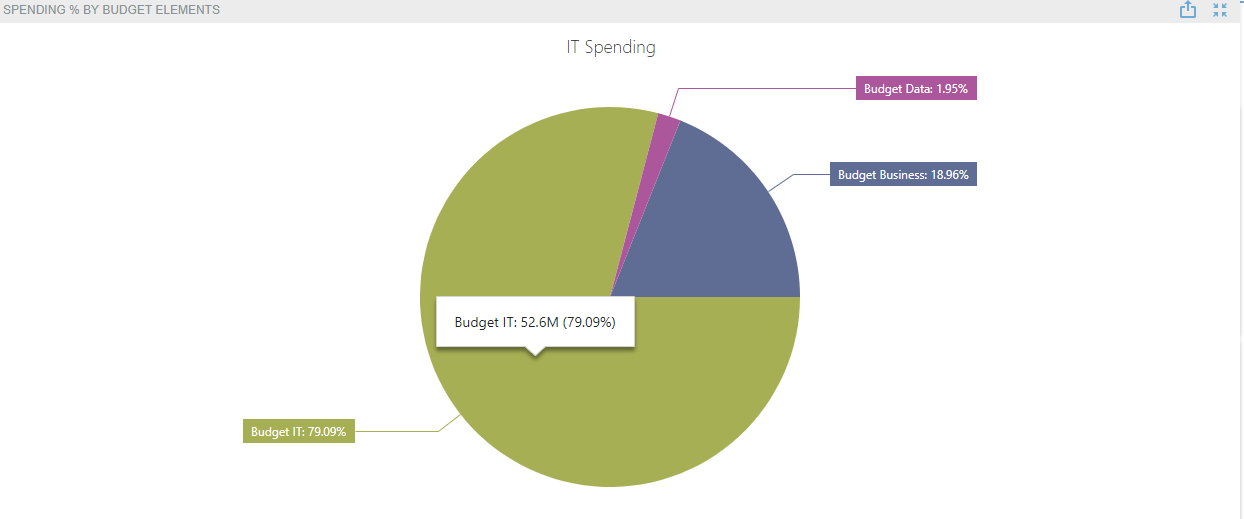 SPENDING % BY BUDGET ELEMENTS
IT Spending
Budget Data: 1.95%
Budget Business: 18.96%
Budget IT: 52.6M (79.09%)
Budget IT: 79.09%